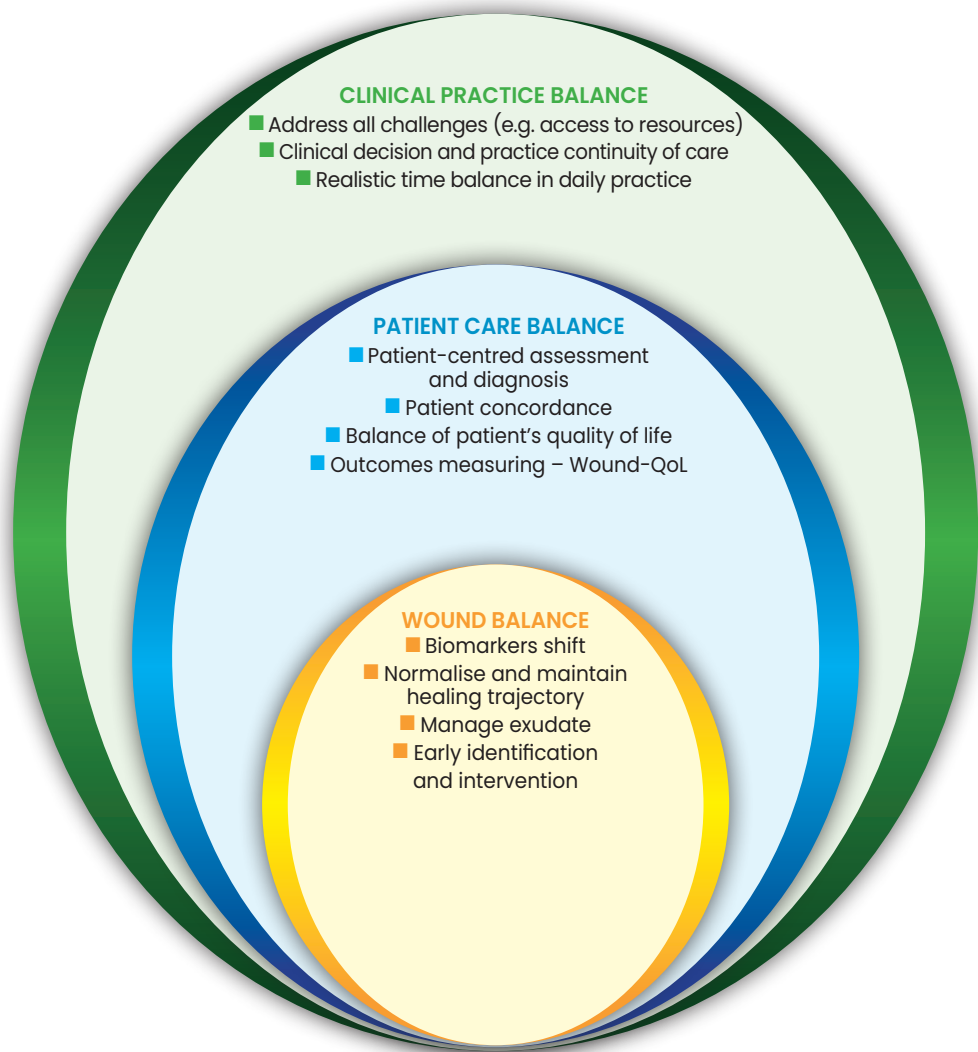 CLINICAL PRACTICE BALANCE
■ Address all challenges (e.g. access to resources)
■ Clinical decision and practice continuity of care
■ Realistic time balance in daily practice
PATIENT CARE BALANCE
■ Patient-centred assessment
and diagnosis
■ Patient concordance
■ Balance of patient’s quality of life
■ Outcomes measuring – Wound-QoL
WOUND BALANCE
■ Biomarkers shift
■ Normalise and maintain
healing trajectory
■ Manage exudate
■ Early identification
and intervention